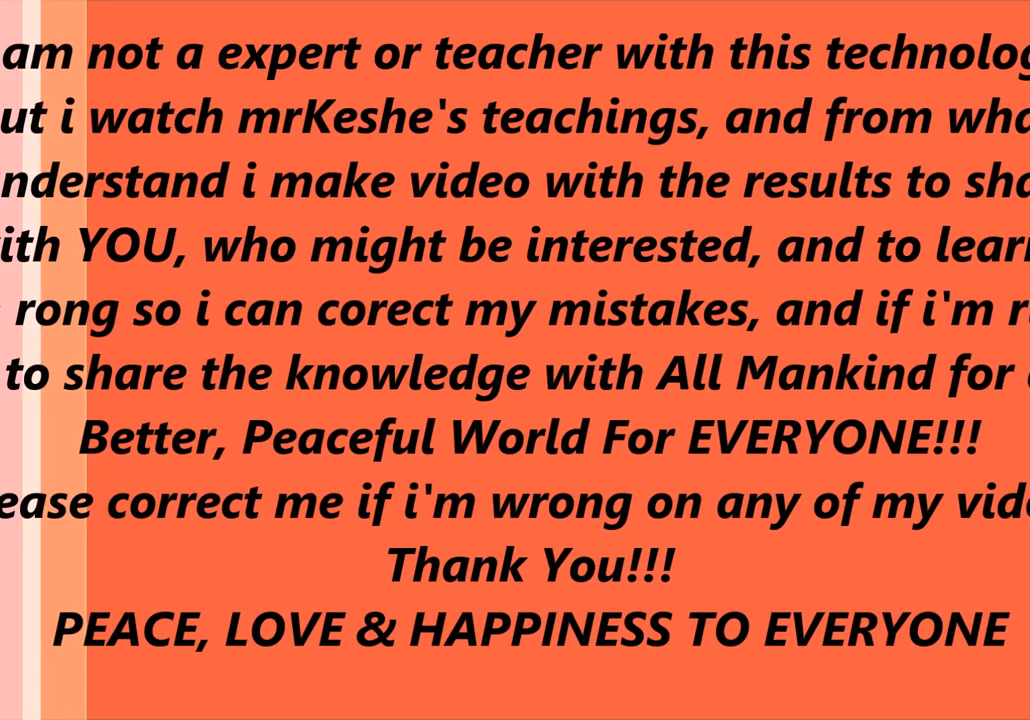 am not a expert or teacher with this technolog
ut i watch mrKeshe's teachings, and from wha
nderstand i make video with the results to sha
ith YOU, who might be interested, and to learn
rong so i can corect my mistakes, and if i'm r
to share the knowledge with All Mankind for
Better, Peaceful World For EVERYONE!!!
ease correct me if i'm wrong on any of my vide
Thank You!!!
PEACE, LOVE & HAPPINESS TO EVERYONE